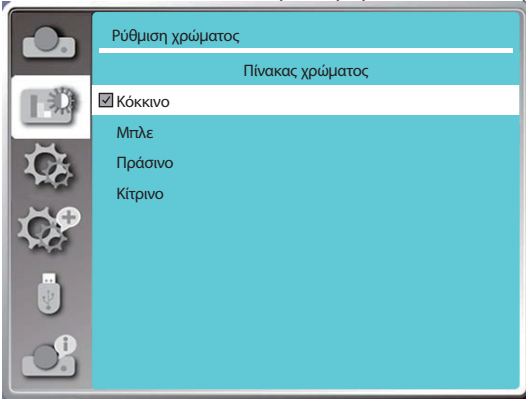 Ρύθμιση χρώματος
Πίνακας χρώματος
Κόκκινο
Μπλε
Πράσινο
Κίτρινο